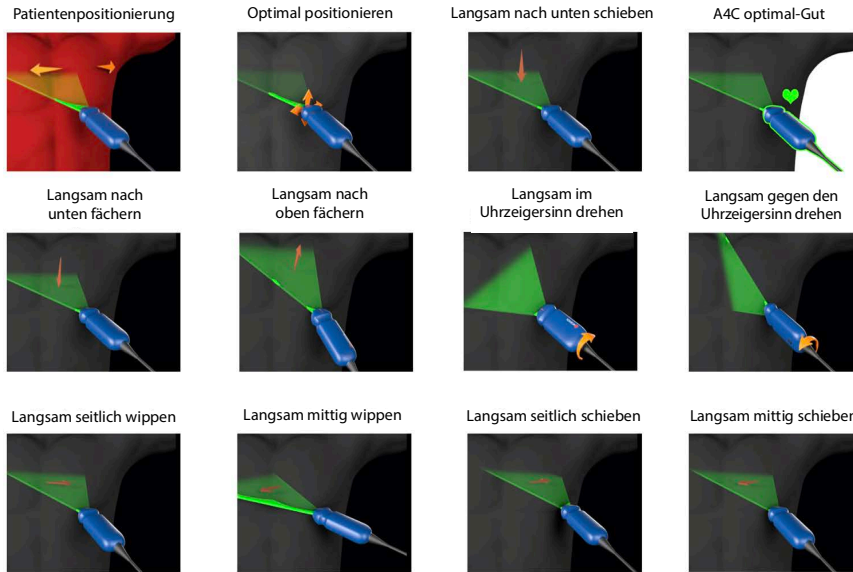 Patientenpositionierung
Optimal positionieren
Langsam nach unten schieben
A4C optimal-Gut
Langsam nach
unten fächern
Langsam nach
oben fächern
Langsam im
Uhrzeigersinn drehen
Langsam gegen den
Uhrzeigersinn drehen
Langsam seitlich wippen
Langsam mittig wippen
Langsam seitlich schieben
Langsam mittig schieben